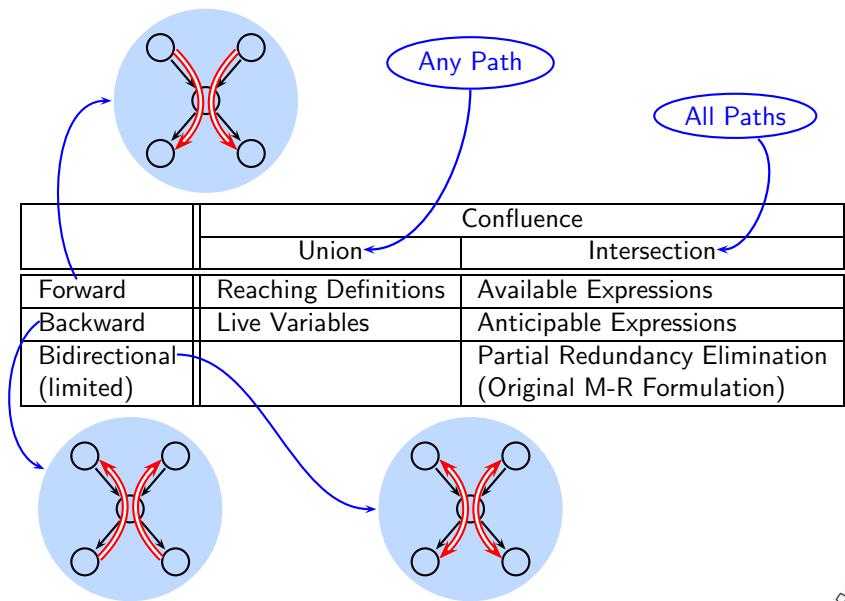 Any Path
All Paths
Confluence
Union Intersection
Forward Reaching Definitions Available Expressions
Backward Live Variables Anticipable Expressions
Bidirectional Partial Redundancy Elimination
(limited) (Original M-R Formulation)